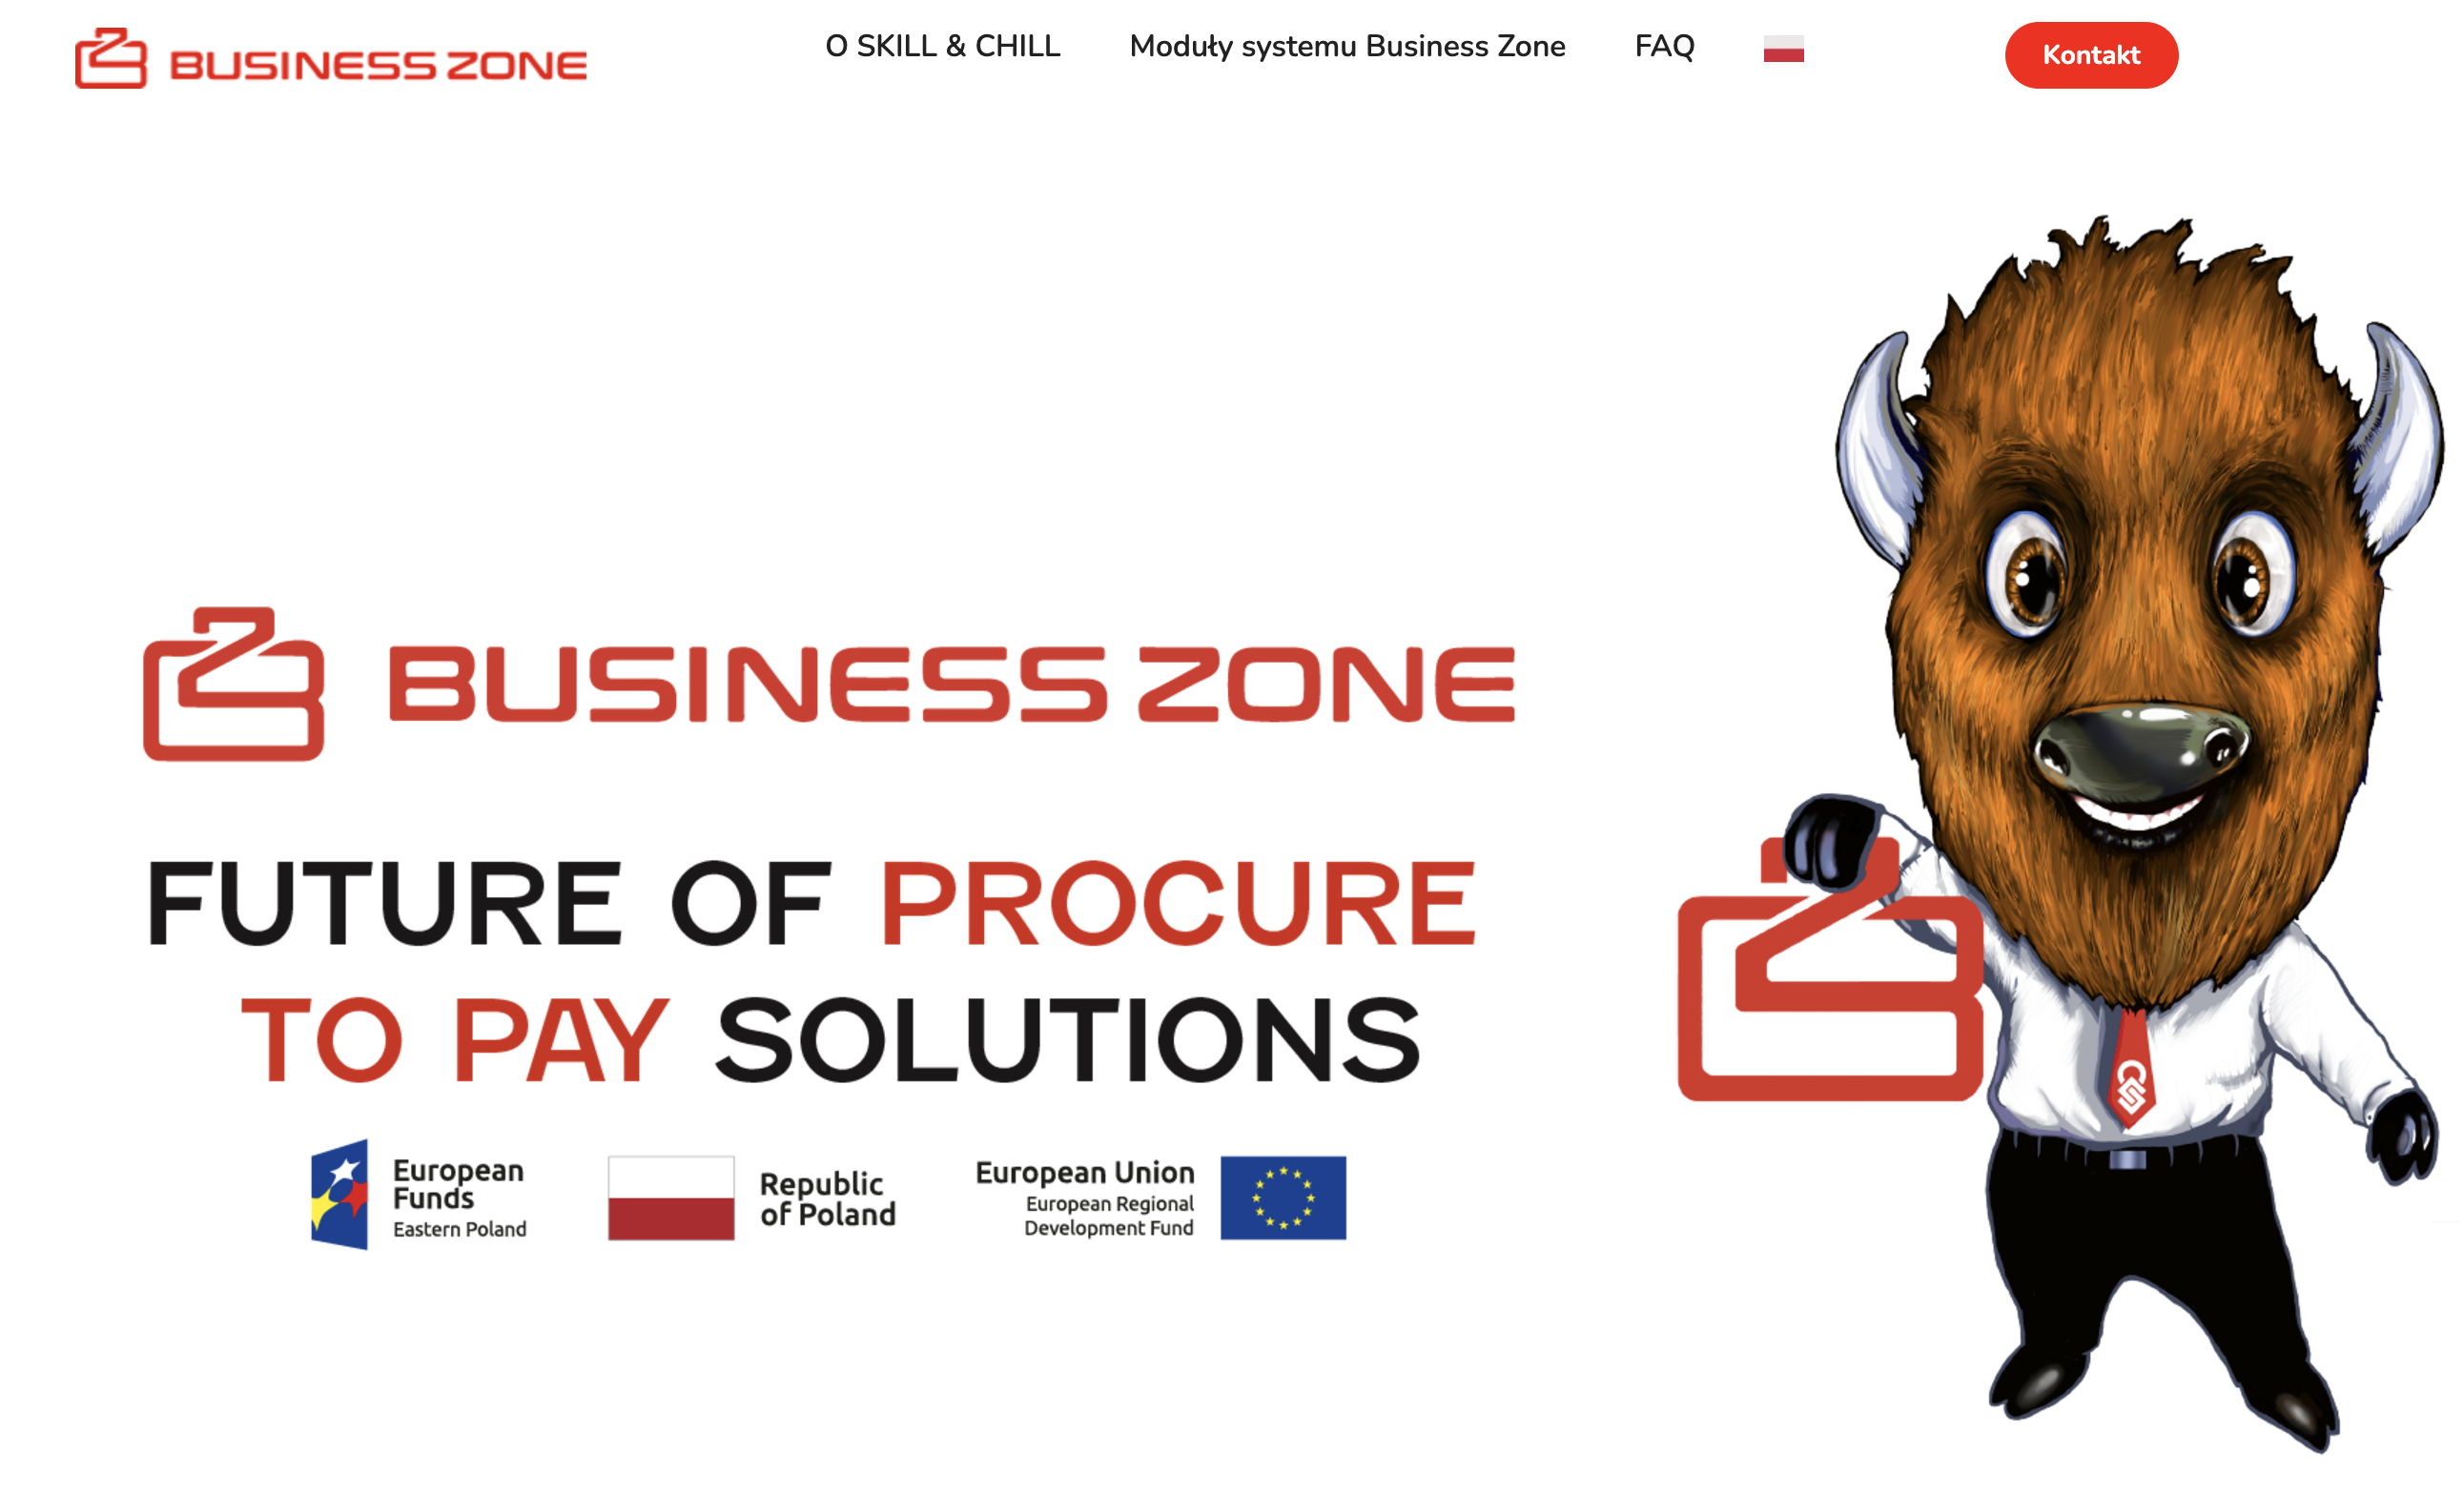 BUSINESS ZONE
O SKILL & CHILL
Moduły systemu Business Zone
FAQ
Kontakt
BUSINESS ZONE
FUTURE OF PROCURE
TO PAY SOLUTIONS
European
Funds
Eastern Poland
Republic
of Poland
European Union
European Regional
Development Fund